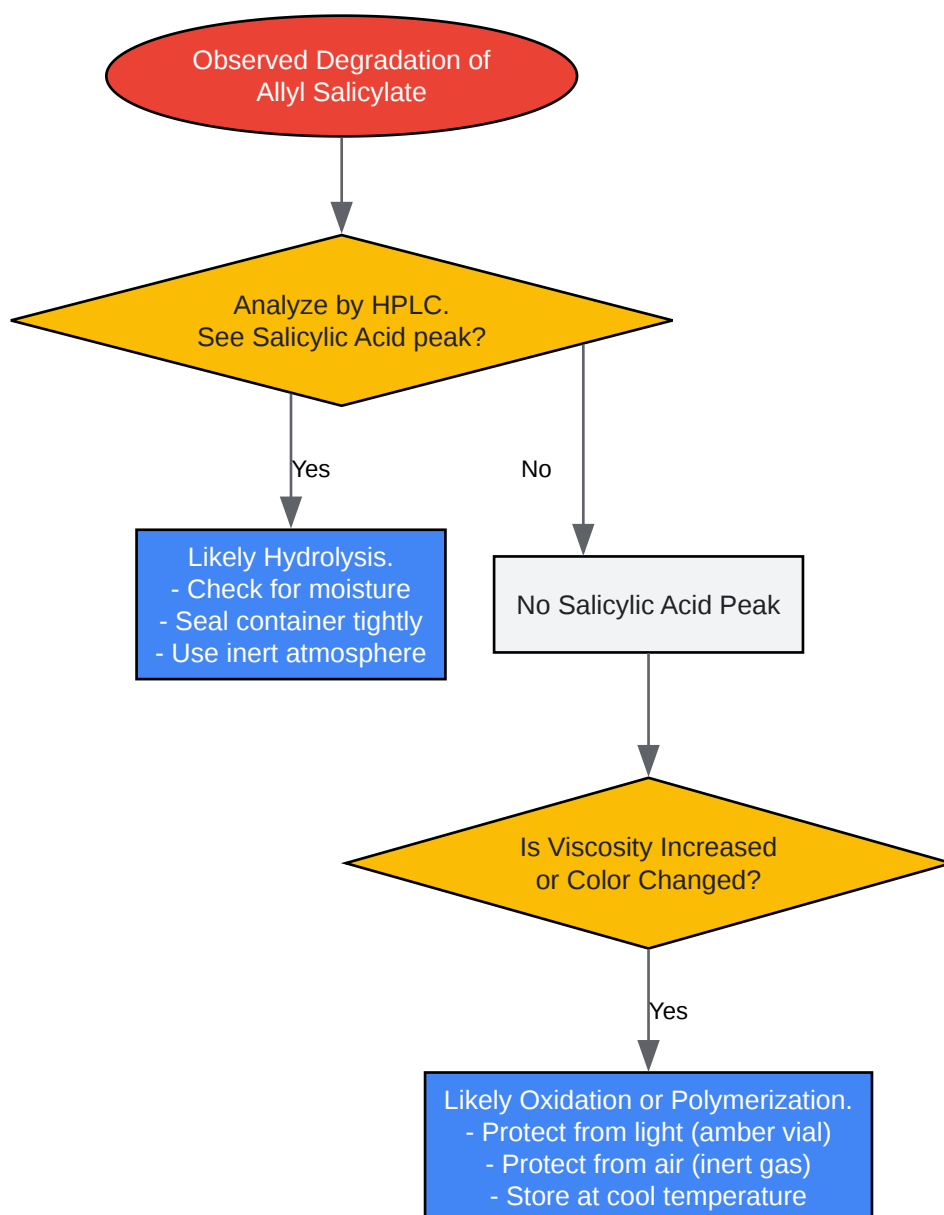 Observed Degradation of
Allyl Salicylate
Analyze by HPLC.
See Salicylic Acid peak?
Yes
No
Likely Hydrolysis.
- Check for moisture
- Seal container tightly
- Use inert atmosphere
No Salicylic Acid Peak
Is Viscosity Increased
or Color Changed?
Yes
Likely Oxidation or Polymerization.
- Protect from light (amber vial)
- Protect from air (inert gas)
- Store at cool temperature